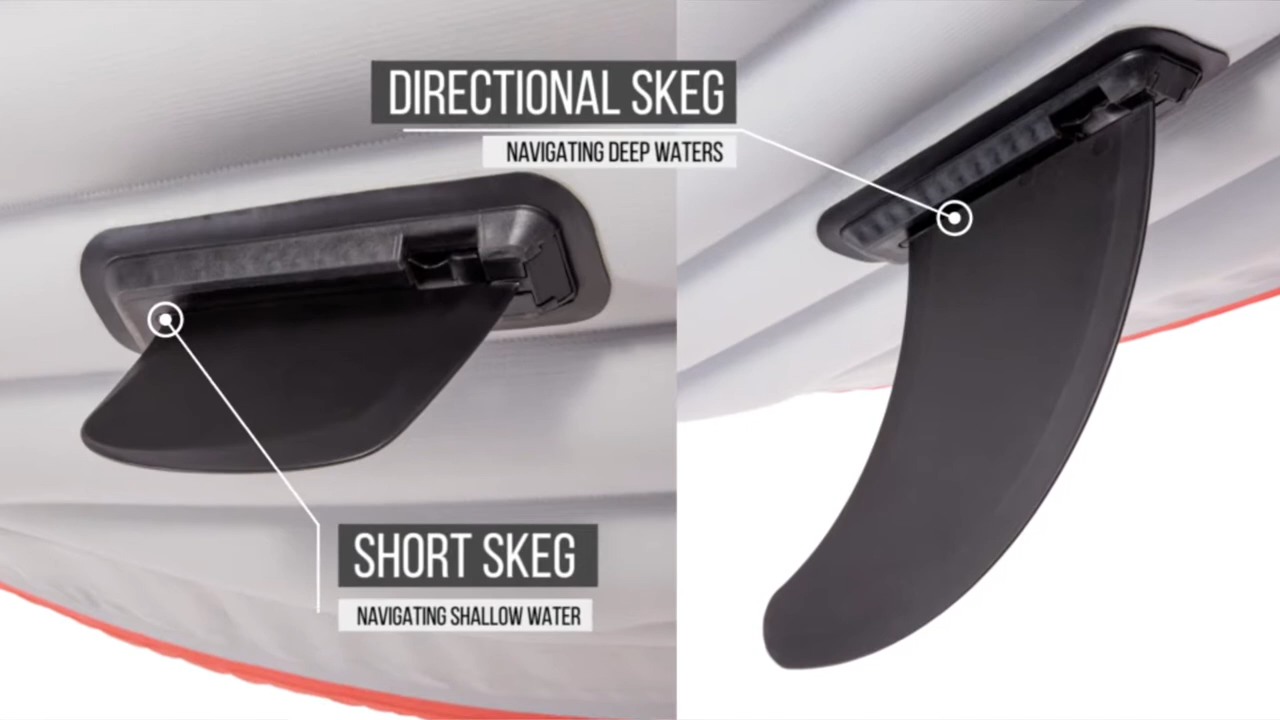 DIRECTIONAL SKEG
NAVIGATING DEEP WATERS
SHORT SKEG
NAVIGATING SHALLOW WATER